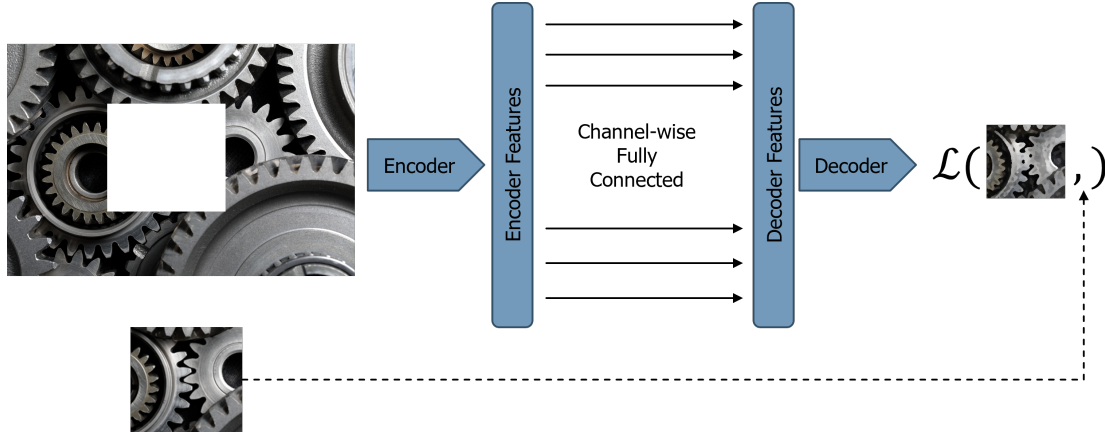 Encoder
Encoder Features
Channel-wise
Fully
Connected
Decoder Features
Decoder
ℒ( , )